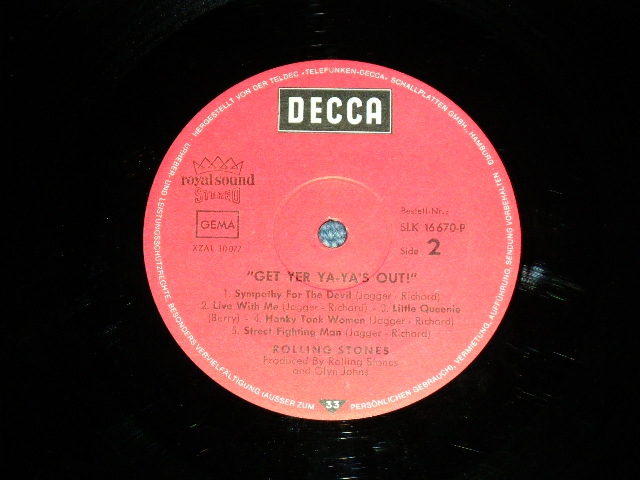 HERGESTELLT VON DER TELDEC »TELEFUNKEN-DECCA« SCHALLPLATTEN GMBH, HAMBURG
URHEBER- UND LEISTUNGSSCHUTZRECHTE, BESONDERS VERVIELFÄLTIGUNG (AUSSER ZUM PERSÖNLICHEN GEBRAUCH), VERMIETUNG, AUFFÜHRUNG, SENDUNG VORBEHALTEN
DECCA
royal sound
STEREO
GEMA
XZAL 10077
Bestell-Nr.:
SLK 16670-P
Side 2
"GET YER YA-YA'S OUT!"
1. Sympathy For The Devil (Jagger - Richard)
2. Live With Me (Jagger - Richard) - 3. Little Queenie
(Berry) - 4. Honky Tonk Women (Jagger - Richard)
5. Street Fighting Man (Jagger - Richard)
ROLLING STONES
Produced By Rolling Stones
and Glyn Johns
33